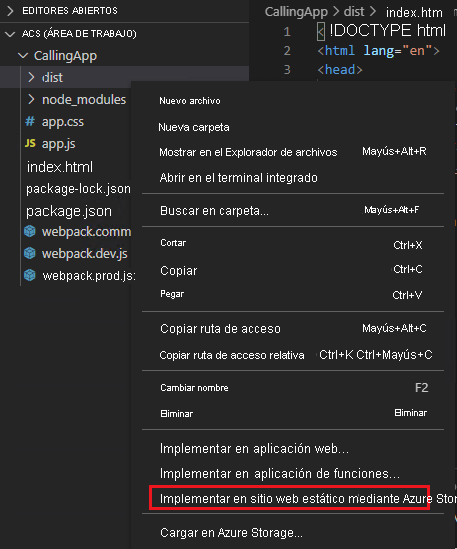 EDITORES ABIERTOS
ACS (ÁREA DE TRABAJO)
CallingApp
dist
node_modules
# app.css
JS app.js
index.html
package-lock.json
package.json
webpack.comm
webpack.dev.js
webpack.prod.js:
CallingApp > dist > index.htm
1 < !DOCTYPE html
2 <html lang="en">
3 <head>
Nuevo archivo
Nueva carpeta
Mostrar en el Explorador de archivos Mayús+Alt+R
Abrir en el terminal integrado
Buscar en carpeta... Mayús+Alt+F
Cortar Ctrl+X
Copiar Ctrl+C
Pegar Ctrl+V
Copiar ruta de acceso Mayús+Alt+C
Copiar ruta de acceso relativa Ctrl+K Ctrl+Mayús+C
Cambiar nombre F2
Eliminar Eliminar
Implementar en aplicación web...
Implementar en aplicación de funciones...
Implementar en sitio web estático mediante Azure Stor
Cargar en Azure Storage...